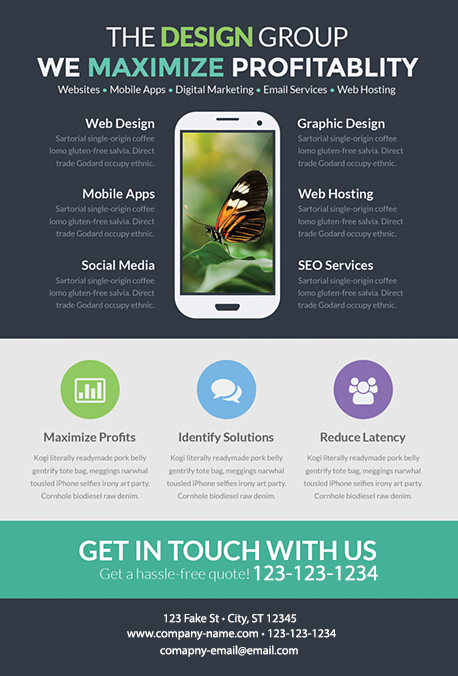 THE DESIGN GROUP
WE MAXIMIZE PROFITABLITY
Websites • Mobile Apps • Digital Marketing • Email Services • Web Hosting
Web Design
Sartorial single-origin coffee
lomo gluten-free salvia. Direct
trade Godard occupy ethnic.
Graphic Design
Sartorial single-origin coffee
lomo gluten-free salvia. Direct
trade Godard occupy ethnic.
Mobile Apps
Sartorial single-origin coffee
lomo gluten-free salvia. Direct
trade Godard occupy ethnic.
Web Hosting
Sartorial single-origin coffee
lomo gluten-free salvia. Direct
trade Godard occupy ethnic.
Social Media
Sartorial single-origin coffee
lomo gluten-free salvia. Direct
trade Godard occupy ethnic.
SEO Services
Sartorial single-origin coffee
lomo gluten-free salvia. Direct
trade Godard occupy ethnic.
Maximize Profits
Kogi literally readymade pork belly
gentrify tote bag, meggings narwhal
tousled iPhone selfies irony art party.
Cornhole biodiesel raw denim.
Identify Solutions
Kogi literally readymade pork belly
gentrify tote bag, meggings narwhal
tousled iPhone selfies irony art party.
Cornhole biodiesel raw denim.
Reduce Latency
Kogi literally readymade pork belly
gentrify tote bag, meggings narwhal
tousled iPhone selfies irony art party.
Cornhole biodiesel raw denim.
GET IN TOUCH WITH US
Get a hassle-free quote! 123-123-1234
123 Fake St • City, ST 12345
www.company-name.com • 123-123-1234
comapny-email@email.com